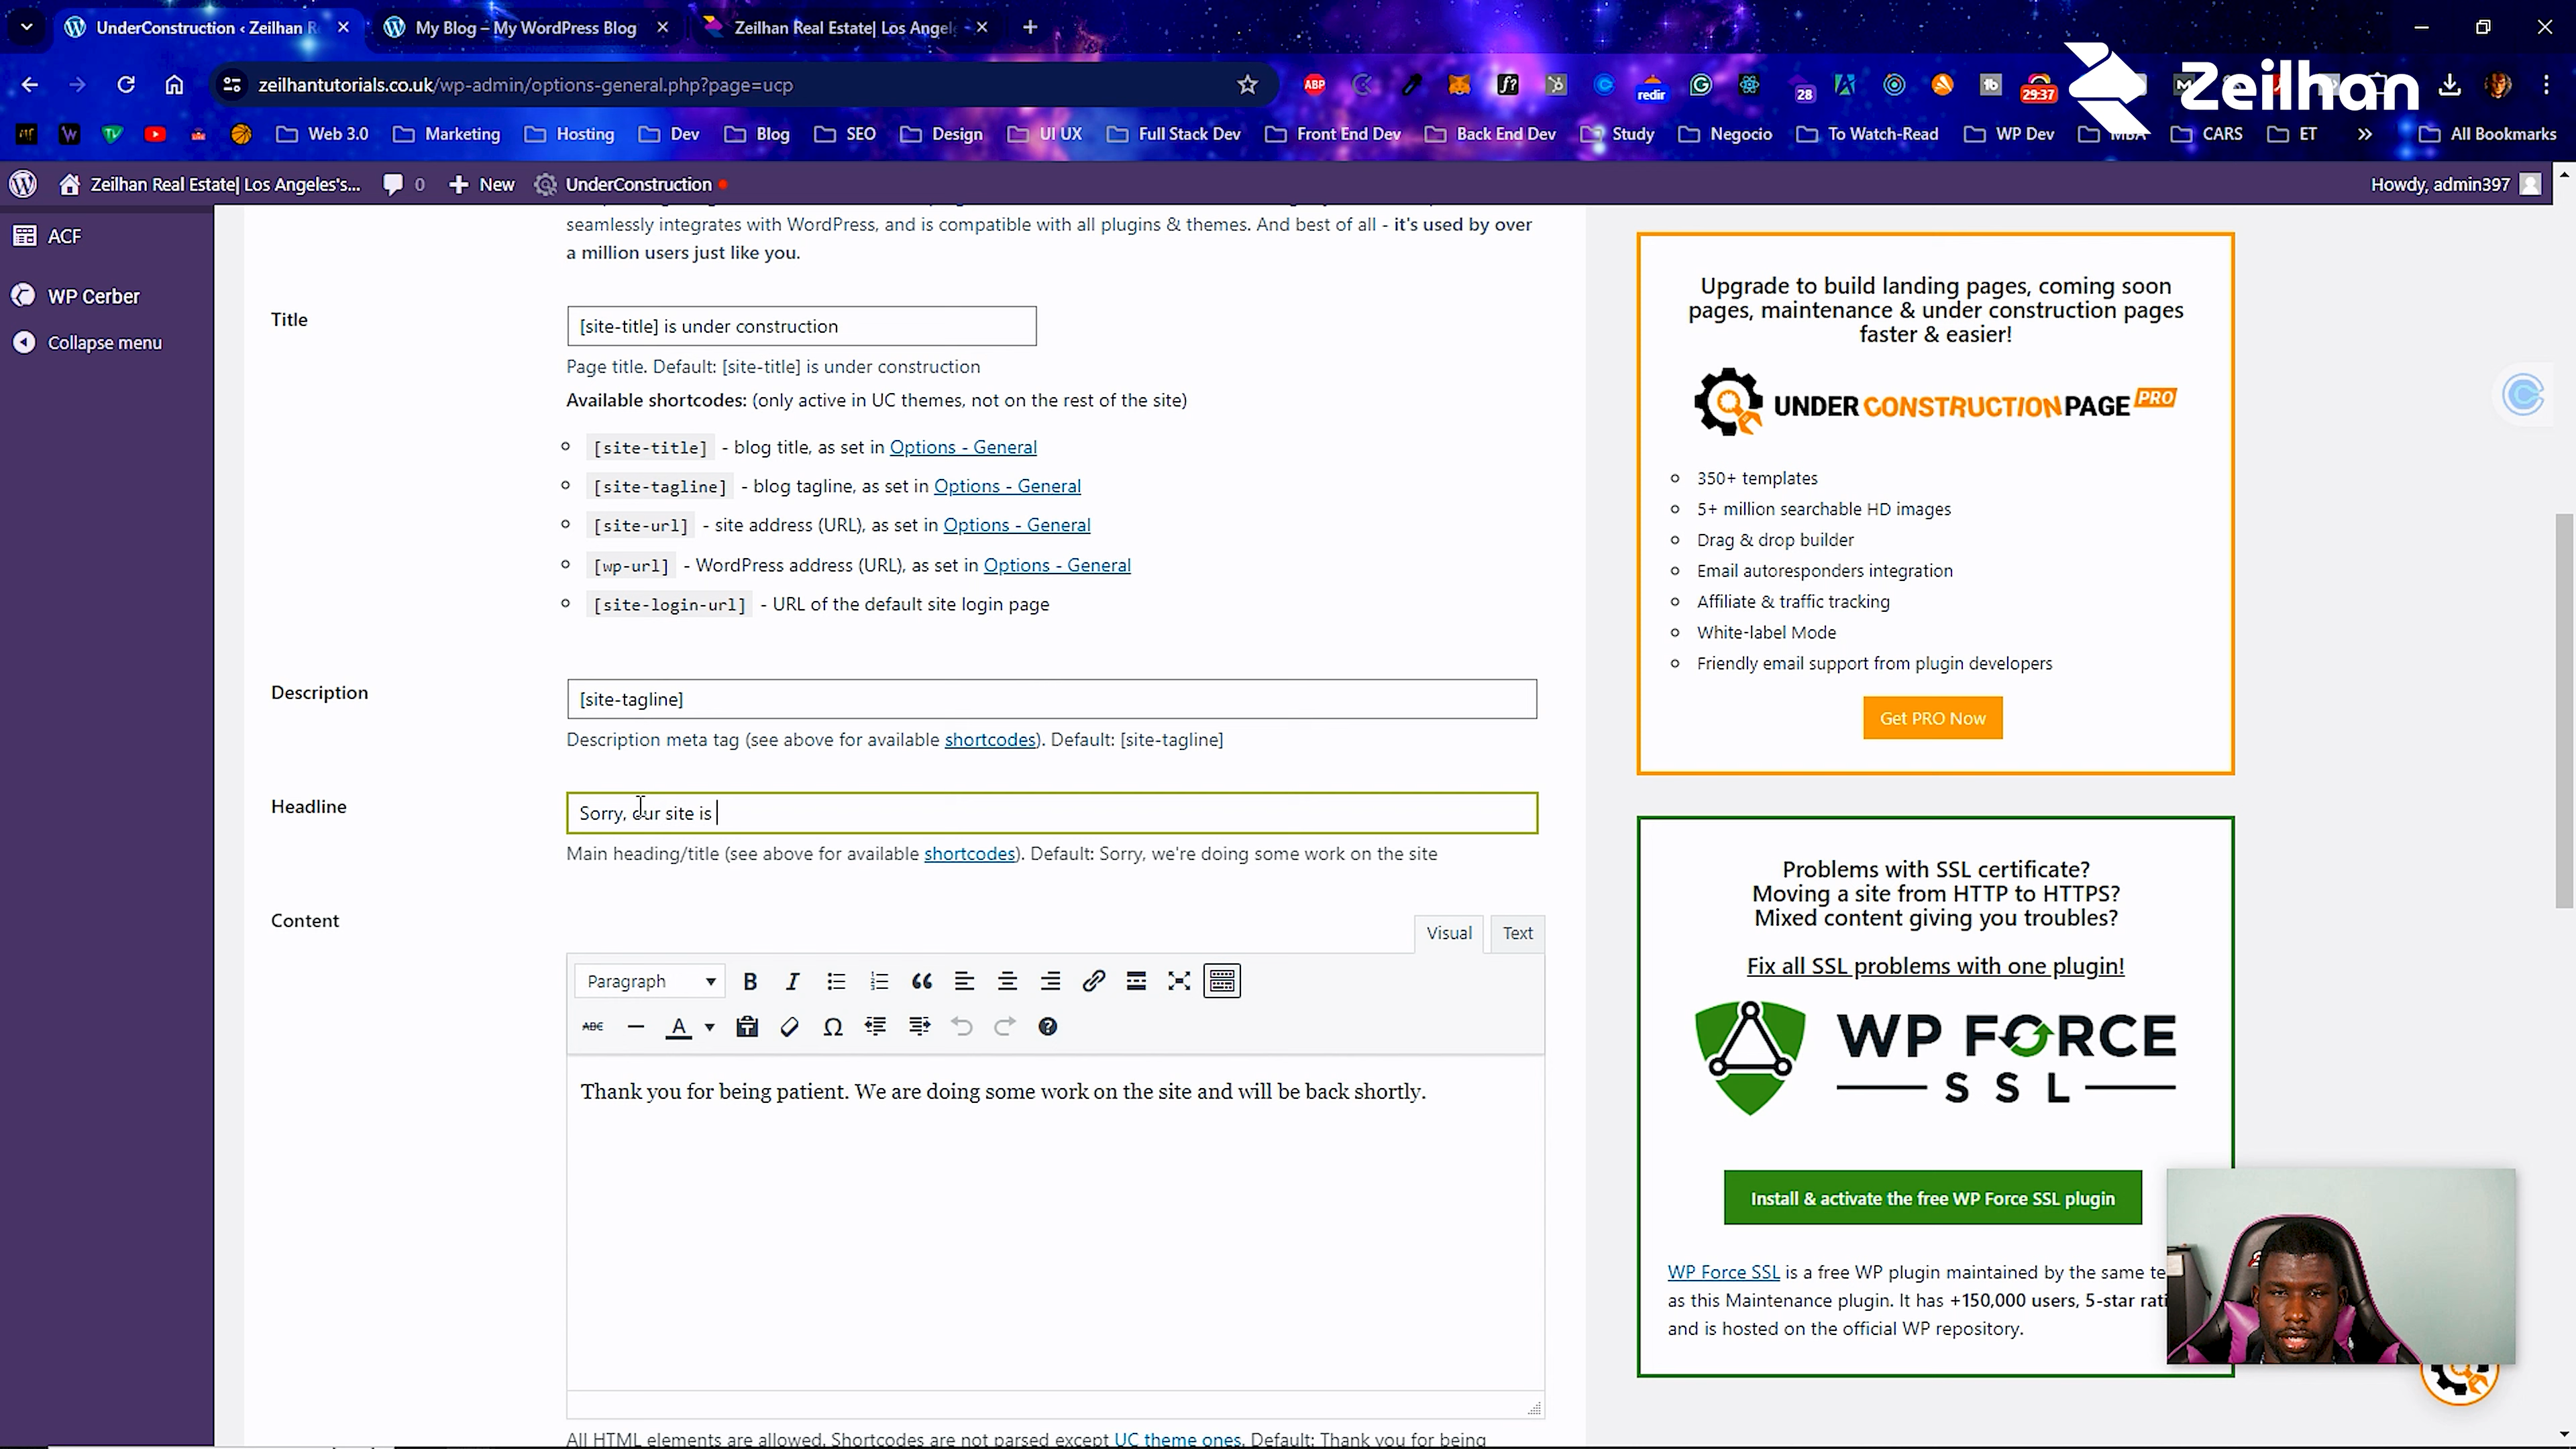 UnderConstruction ‹ Zeilhan R
My Blog – My WordPress Blog
Zeilhan Real Estate| Los Angel
zeilhantutorials.co.uk/wp-admin/options-general.php?page=ucp
ABP
f?
redir
28
tb
29:37
Zeilhan
Web 3.0
Marketing
Hosting
Dev
Blog
SEO
Design
UI UX
Full Stack Dev
Front End Dev
Back End Dev
Study
Negocio
To Watch-Read
WP Dev
MBA
CARS
ET
All Bookmarks
Zeilhan Real Estate| Los Angeles's...
0
New
UnderConstruction
Howdy, admin397
ACF
WP Cerber
Collapse menu
seamlessly integrates with WordPress, and is compatible with all plugins & themes. And best of all - it's used by over
a million users just like you.
Title
[site-title] is under construction
Page title. Default: [site-title] is under construction
Available shortcodes: (only active in UC themes, not on the rest of the site)
[site-title] - blog title, as set in Options - General
[site-tagline] - blog tagline, as set in Options - General
[site-url] - site address (URL), as set in Options - General
[wp-url] - WordPress address (URL), as set in Options - General
[site-login-url] - URL of the default site login page
Description
[site-tagline]
Description meta tag (see above for available shortcodes). Default: [site-tagline]
Headline
Sorry, our site is
Main heading/title (see above for available shortcodes). Default: Sorry, we're doing some work on the site
Content
Visual
Text
Paragraph
B
I
ABC
A
Ω
Thank you for being patient. We are doing some work on the site and will be back shortly.
All HTML elements are allowed. Shortcodes are not parsed except UC theme ones. Default: Thank you for being
Upgrade to build landing pages, coming soon
pages, maintenance & under construction pages
faster & easier!
UNDER CONSTRUCTION PAGE PRO
350+ templates
5+ million searchable HD images
Drag & drop builder
Email autoresponders integration
Affiliate & traffic tracking
White-label Mode
Friendly email support from plugin developers
Get PRO Now
Problems with SSL certificate?
Moving a site from HTTP to HTTPS?
Mixed content giving you troubles?
Fix all SSL problems with one plugin!
WP FORCE
SSL
Install & activate the free WP Force SSL plugin
WP Force SSL is a free WP plugin maintained by the same te
as this Maintenance plugin. It has +150,000 users, 5-star rati
and is hosted on the official WP repository.